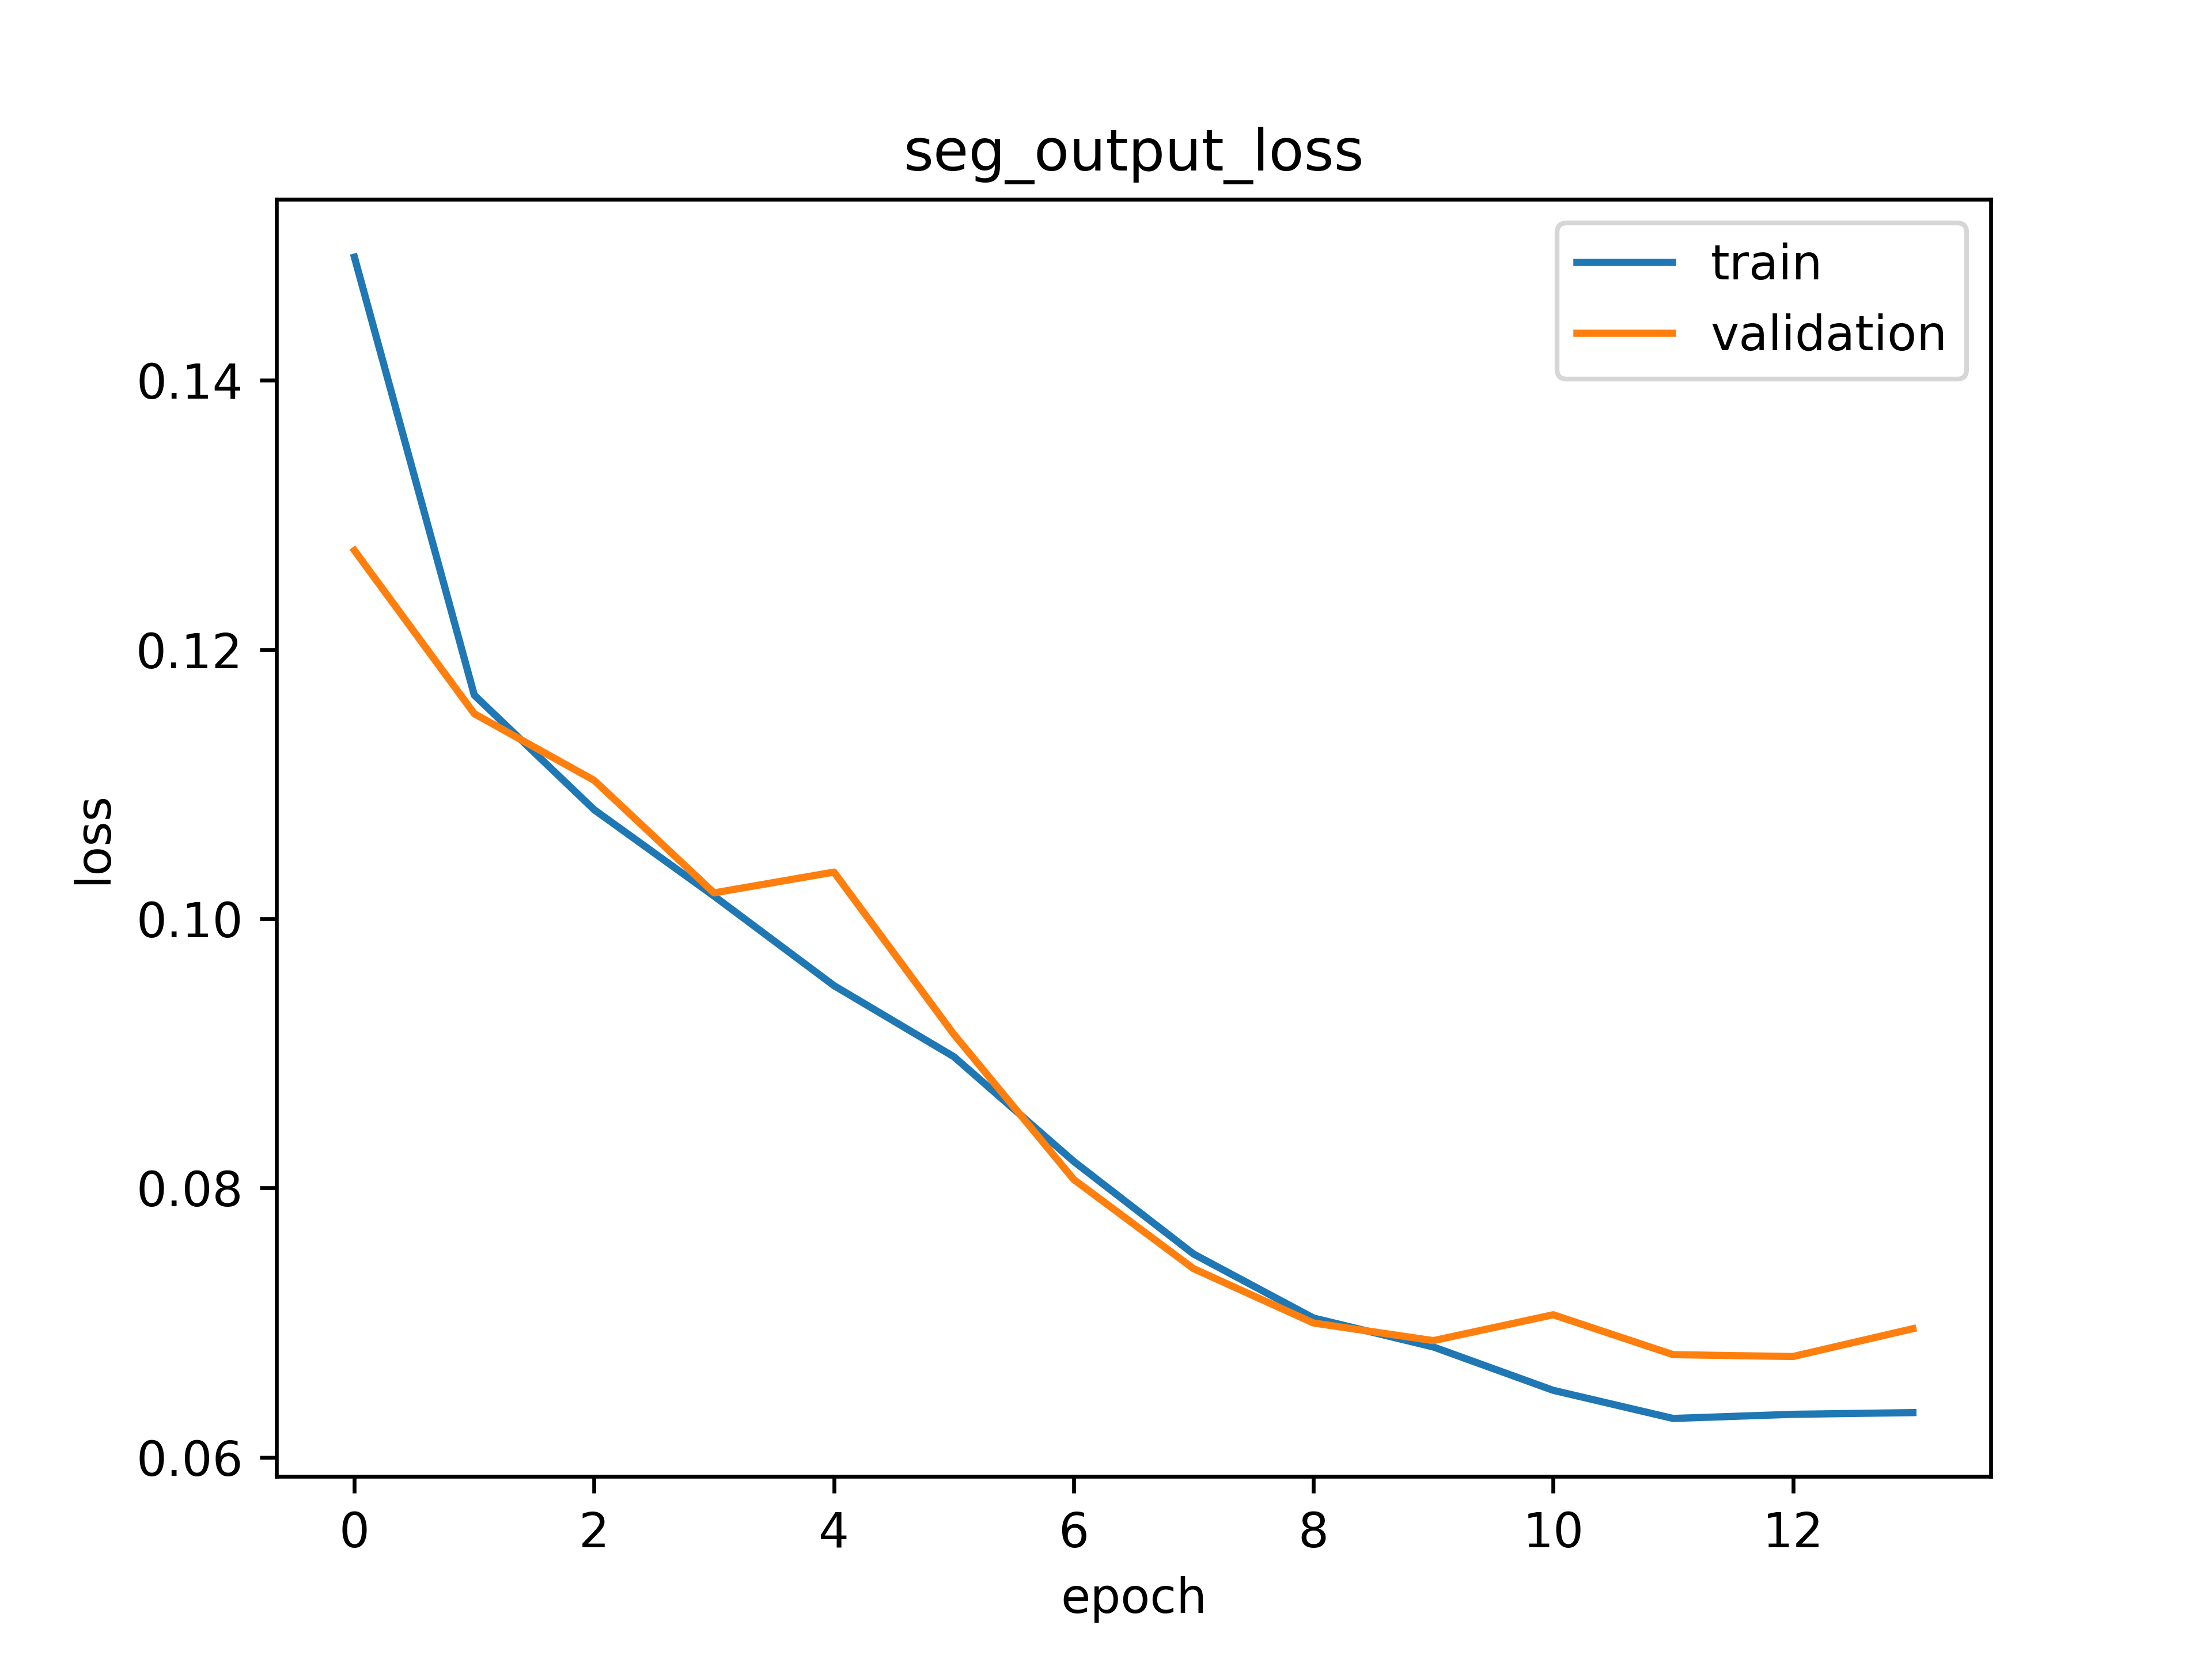 seg_output_loss
train
validation
0.14
0.12
0.10
0.08
0.06
loss
0 2 4 6 8 10 12
epoch